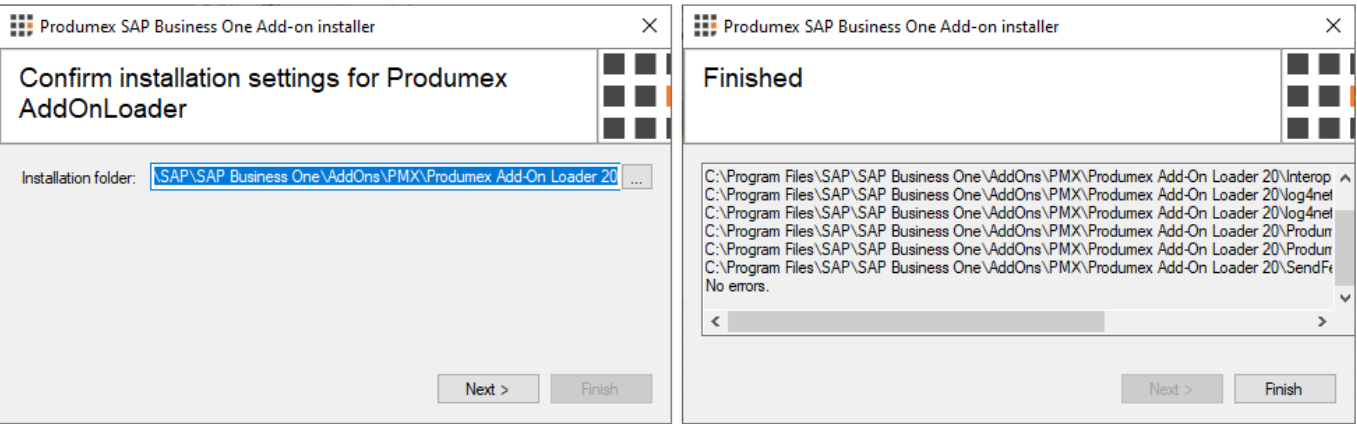 Produmex SAP Business One Add-on installer
Confirm installation settings for Produmex
AddOnLoader
Installation folder: \SAP\SAP Business One\AddOns\PMX\Produmex Add-On Loader 20 ...
Next >
Finish
Produmex SAP Business One Add-on installer
Finished
C:\Program Files\SAP\SAP Business One\AddOns\PMX\Produmex Add-On Loader 20\Interop
C:\Program Files\SAP\SAP Business One\AddOns\PMX\Produmex Add-On Loader 20\log4net
C:\Program Files\SAP\SAP Business One\AddOns\PMX\Produmex Add-On Loader 20\log4net
C:\Program Files\SAP\SAP Business One\AddOns\PMX\Produmex Add-On Loader 20\Produm
C:\Program Files\SAP\SAP Business One\AddOns\PMX\Produmex Add-On Loader 20\Produm
C:\Program Files\SAP\SAP Business One\AddOns\PMX\Produmex Add-On Loader 20\SendFe
No errors.
Next >
Finish